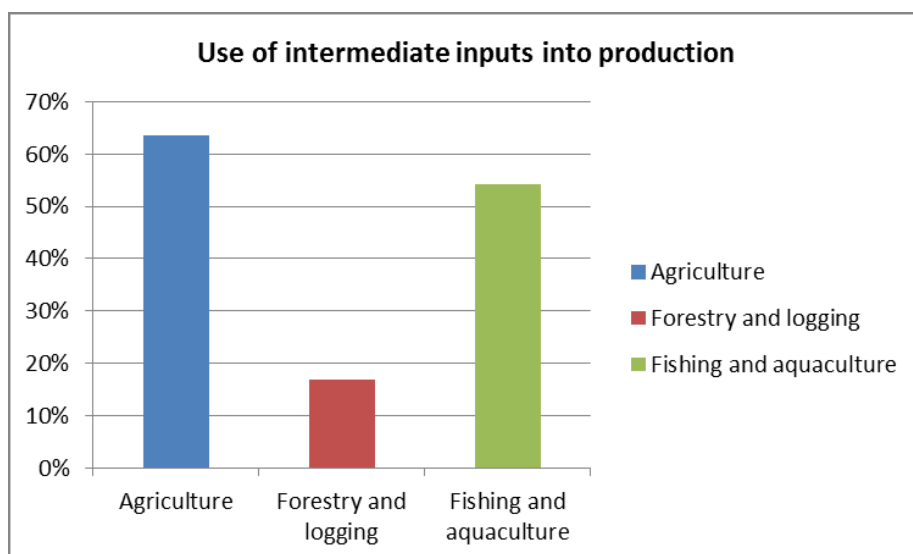 Use of intermediate inputs into production
70%
60%
50%
40%
30%
20%
10%
0%
Agriculture
Forestry and
logging
Fishing and
aquaculture
Agriculture
Forestry and logging
Fishing and aquaculture